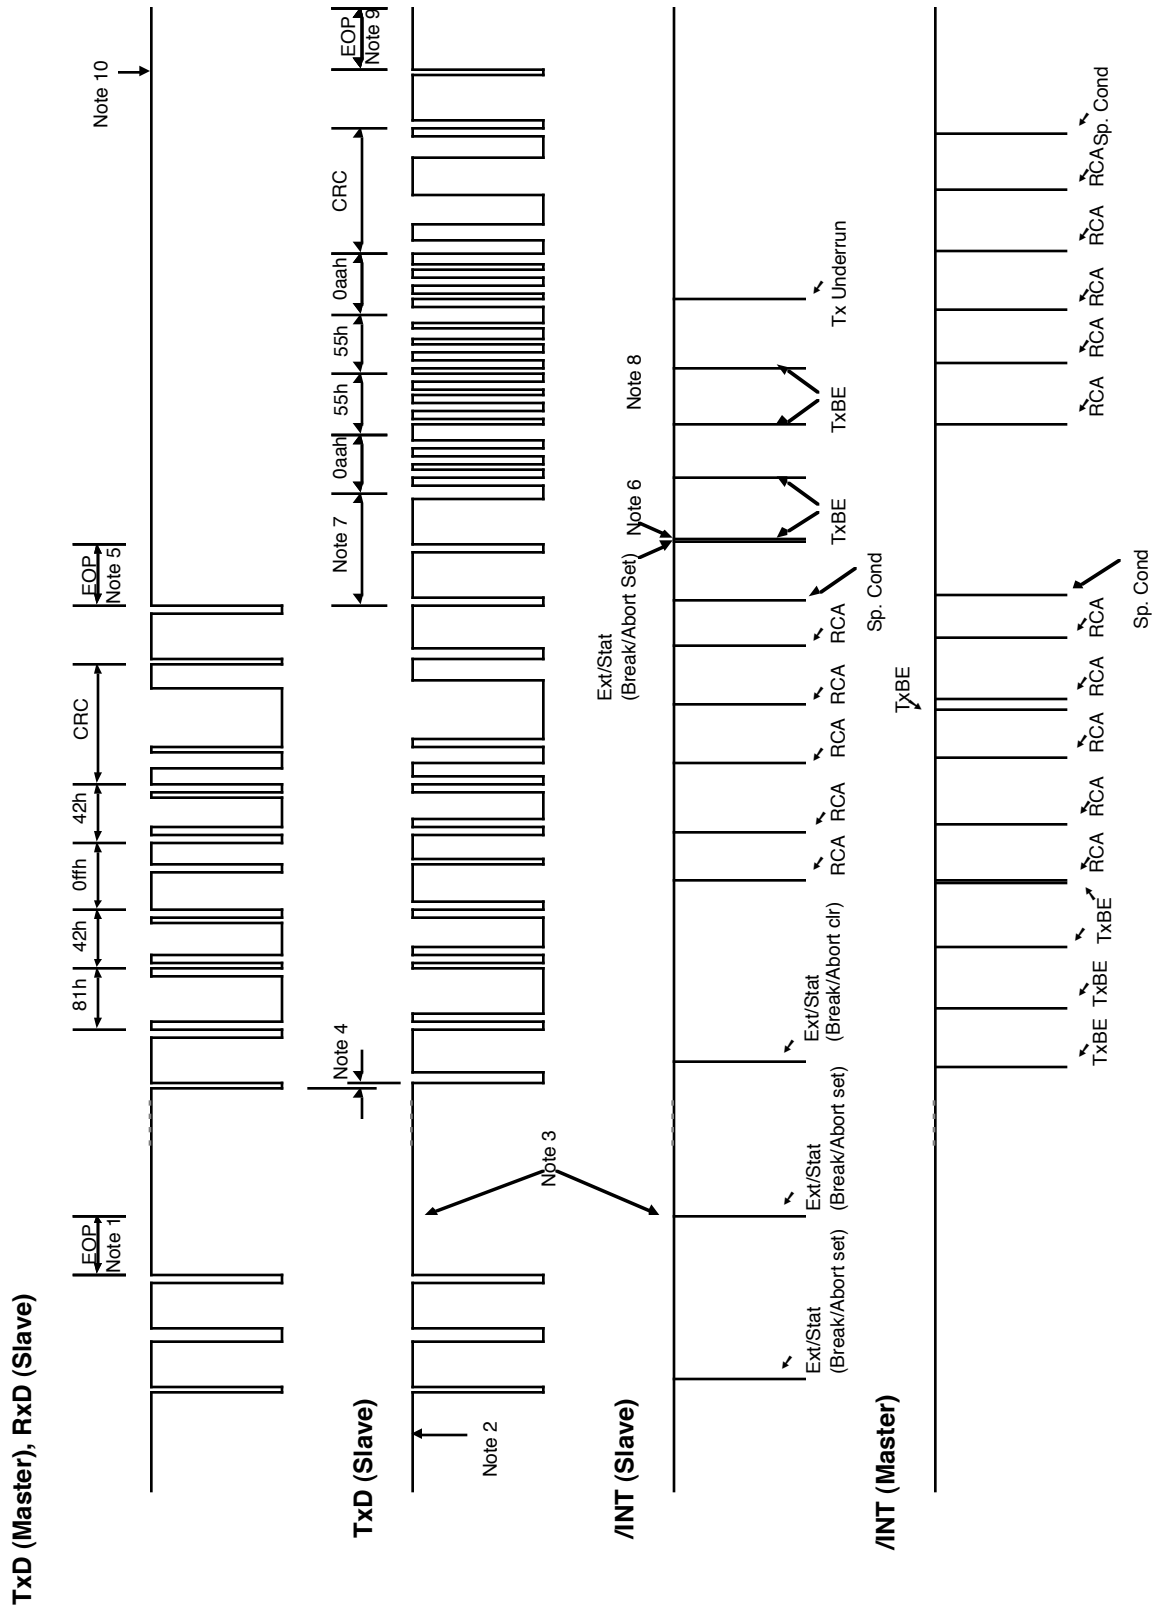 TxD (Master), RxD (Slave)
EOP
Note 1
81h
42h
0ffh
42h
CRC
EOP
Note 5
Note 10
TxD (Slave)
Note 2
Note 3
Note 4
Note 7
0aah
55h
55h
0aah
CRC
EOP
Note 9
/INT (Slave)
Ext/Stat
(Break/Abort set)
Ext/Stat
(Break/Abort set)
Ext/Stat
(Break/Abort clr)
RCA
RCA
RCA
RCA
RCA
Sp. Cond
Ext/Stat
(Break/Abort Set)
Note 6
TxBE
Note 8
TxBE
Tx Underrun
/INT (Master)
TxBE
TxBE
TxBE
RCA
RCA
RCA
TxBE
RCA
RCA
Sp. Cond
RCA
RCA
RCA
RCA
RCA
Sp. Cond